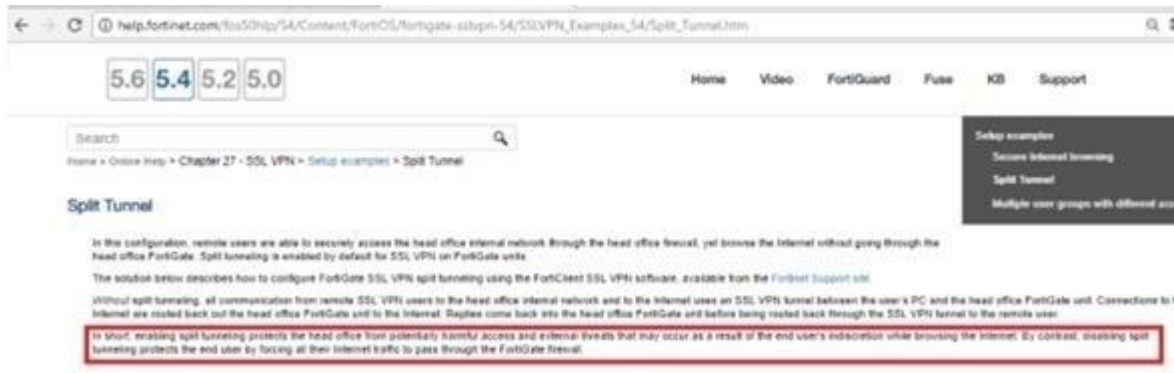 help.fortinet.com/fos50hlp/54/Content/FortiOS/fortigate-sslvpn-54/SSLVPN_Examples_54/Split_Tunnel.htm
5.6 5.4 5.2 5.0
Home Video FortiGuard Fuse KB Support
Search
Home > Online Help > Chapter 27 - SSL VPN > Setup examples > Split Tunnel
Setup examples
Secure Internet browsing
Split Tunnel
Multiple user groups with different
Split Tunnel
In this configuration, remote users are able to securely access the head office internal network through the head office firewall, yet browse the Internet without going through the
head office FortiGate. Split tunneling is enabled by default for SSL VPN on FortiGate units.
The solution below describes how to configure FortiGate SSL VPN split tunneling using the FortiClient SSL VPN software, available from the Fortinet Support site.
Without split tunneling, all communication from remote SSL VPN users to the head office internal network and to the Internet uses an SSL VPN tunnel between the user's PC and the head office FortiGate unit. Connections to
Internet are routed back out the head office FortiGate unit to the Internet. Replies come back into the head office FortiGate unit before being routed back through the SSL VPN tunnel to the remote user.
In short, enabling split tunneling protects the head office from potentially harmful access and external threats that may occur as a result of the end user's indiscretion while browsing the Internet. By contrast, disabling split
tunneling protects the end user by forcing all their Internet traffic to pass through the FortiGate firewall.